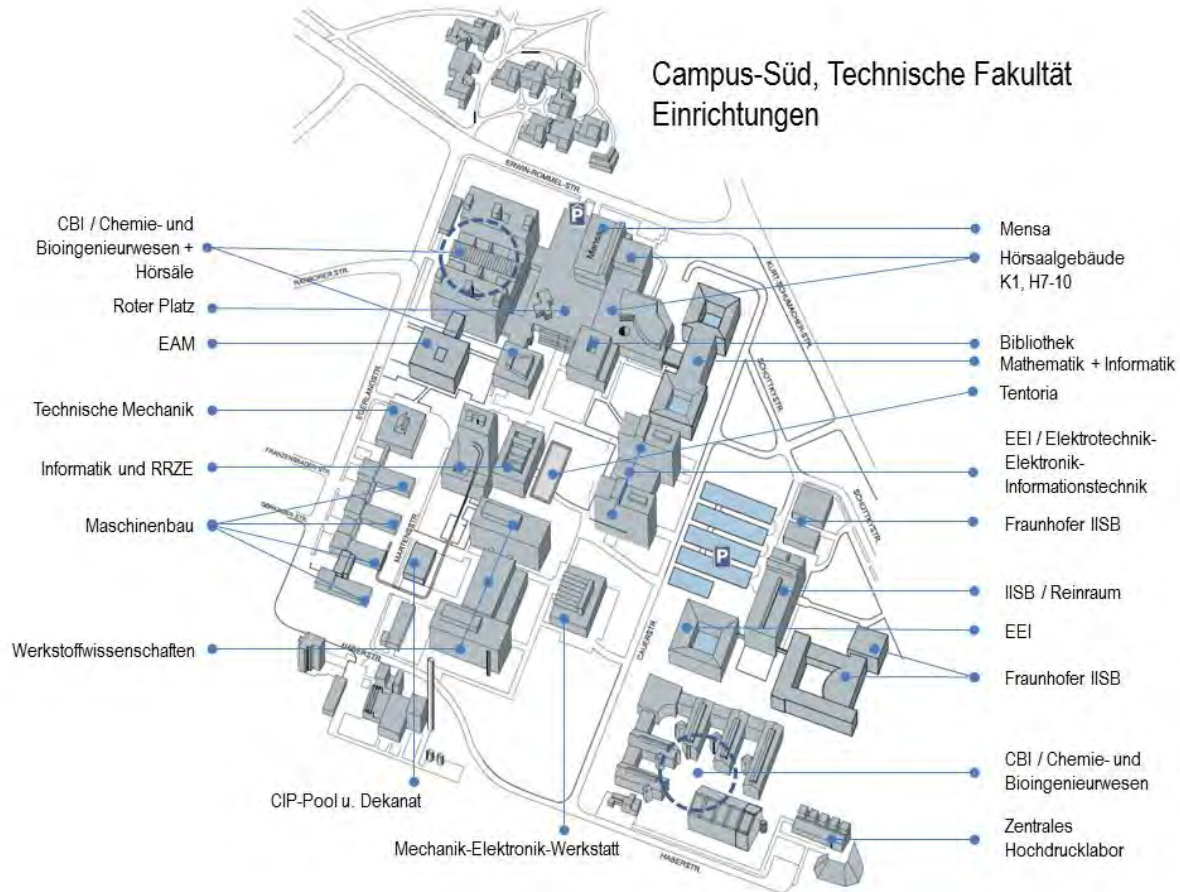 Campus-Süd, Technische Fakultät
Einrichtungen
ERWIN-ROMMEL-STR.
P
Mensa
CBI / Chemie- und
Bioingenieurwesen +
Hörsäle
Roter Platz
EAM
Technische Mechanik
Informatik und RRZE
Maschinenbau
Werkstoffwissenschaften
CIP-Pool u. Dekanat
Mechanik-Elektronik-Werkstatt
Mensa
Hörsaalgebäude
K1, H7-10
Bibliothek
Mathematik + Informatik
Tentoria
EEI / Elektrotechnik-
Elektronik-
Informationstechnik
Fraunhofer IISB
IISB / Reinraum
EEI
Fraunhofer IISB
CBI / Chemie- und
Bioingenieurwesen
Zentrales
Hochdrucklabor
KURT-SCHUMACHER-STR.
SCHOTTKYSTR.
SCHOTTKYSTR.
EGERLANDSTR.
MARTENSSTR.
P
CAUERSTR.
HABERSTR.
HABERSTR.